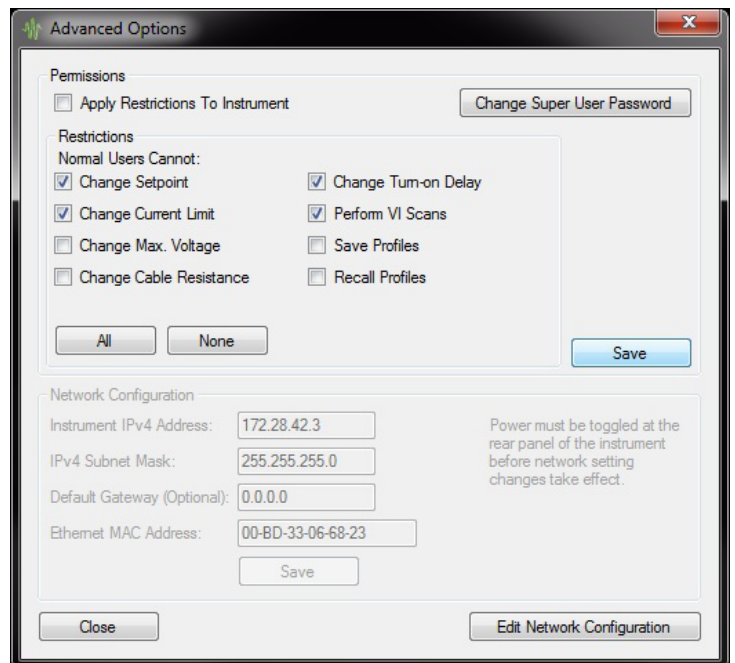 Advanced Options
Permissions
Apply Restrictions To Instrument
Change Super User Password
Restrictions
Normal Users Cannot:
Change Setpoint
Change Turn-on Delay
Change Current Limit
Perform VI Scans
Change Max. Voltage
Save Profiles
Change Cable Resistance
Recall Profiles
All
None
Save
Network Configuration
Instrument IPv4 Address:
172.28.42.3
IPv4 Subnet Mask:
255.255.255.0
Default Gateway (Optional):
0.0.0.0
Ethernet MAC Address:
00-BD-33-06-68-23
Power must be toggled at the
rear panel of the instrument
before network setting
changes take effect.
Save
Close
Edit Network Configuration